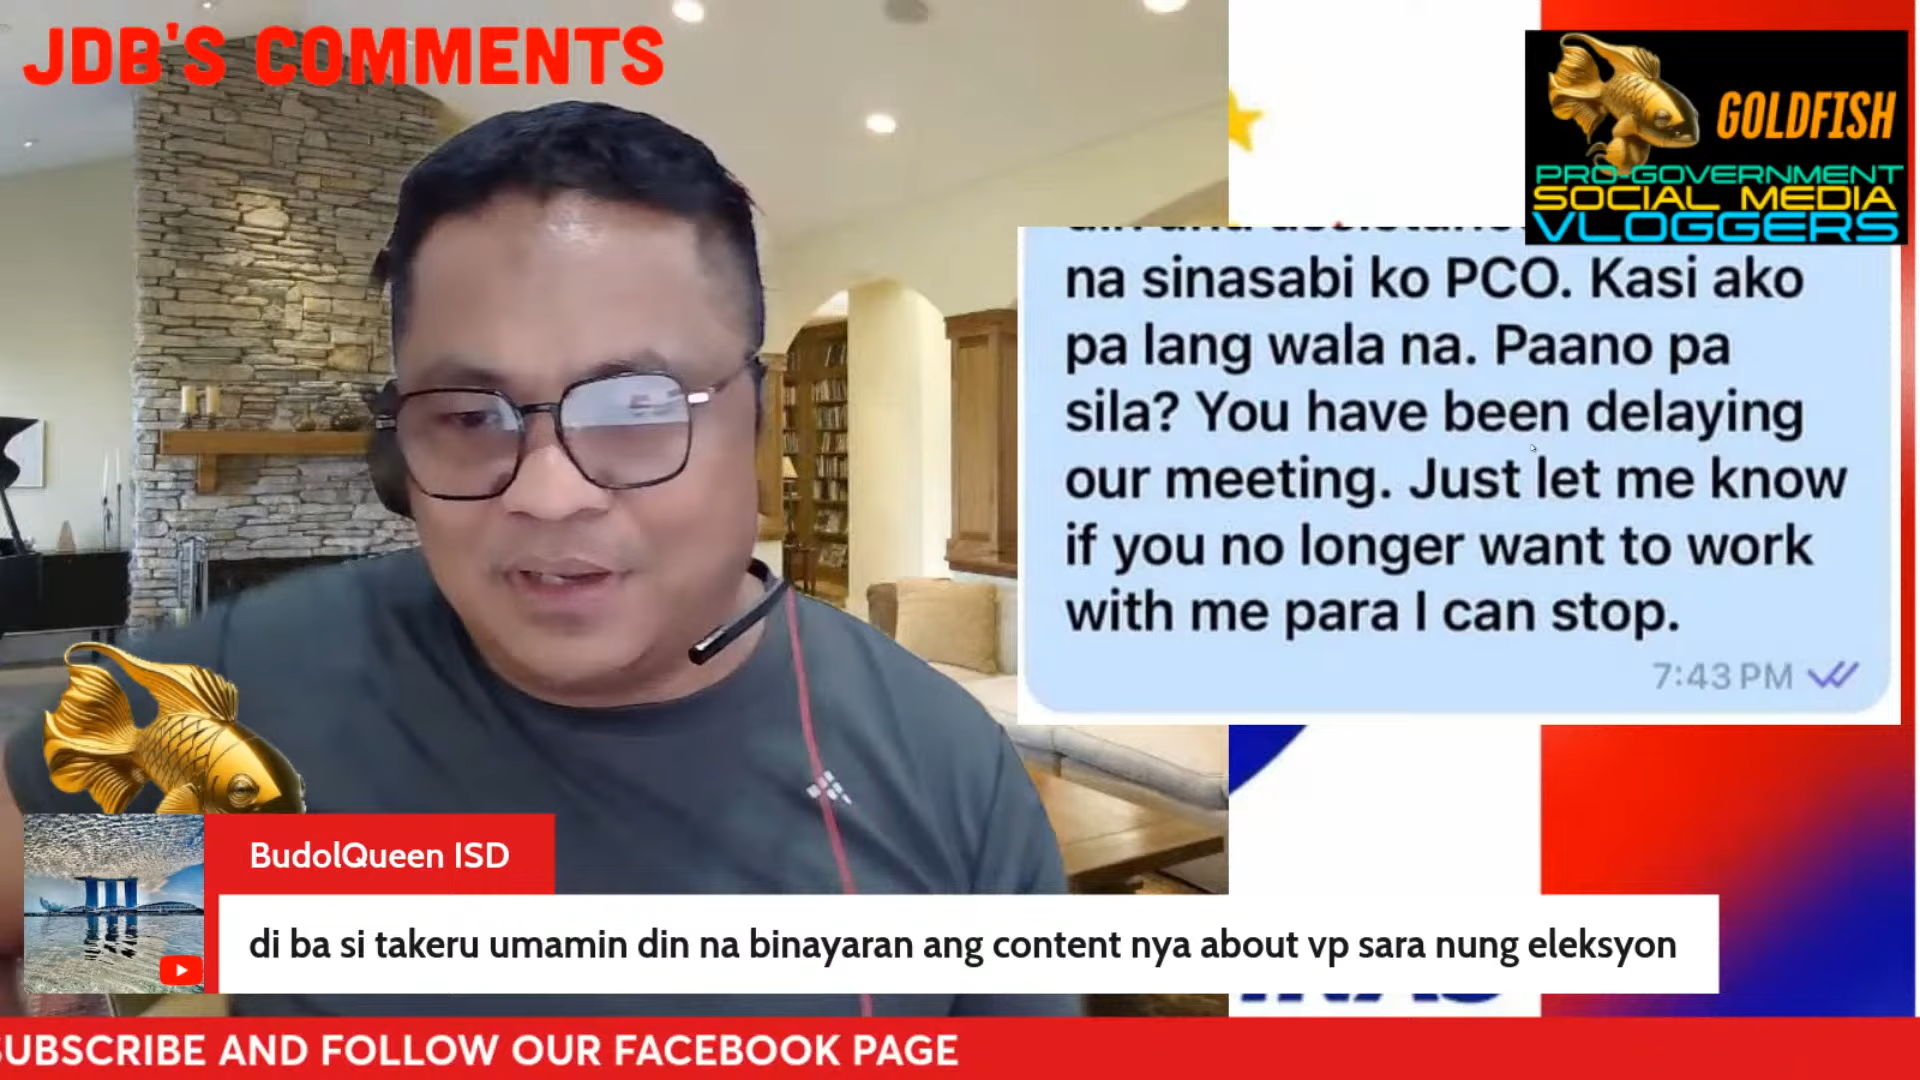 JDB'S COMMENTS
GOLDFISH
PRO-GOVERNMENT
SOCIAL MEDIA
VLOGGERS
na sinasabi ko PCO. Kasi ako
pa lang wala na. Paano pa
sila? You have been delaying
our meeting. Just let me know
if you no longer want to work
with me para I can stop.
7:43 PM
BudolQueen ISD
di ba si takeru umamin din na binayaran ang content nya about vp sara nung eleksyon
SUBSCRIBE AND FOLLOW OUR FACEBOOK PAGE